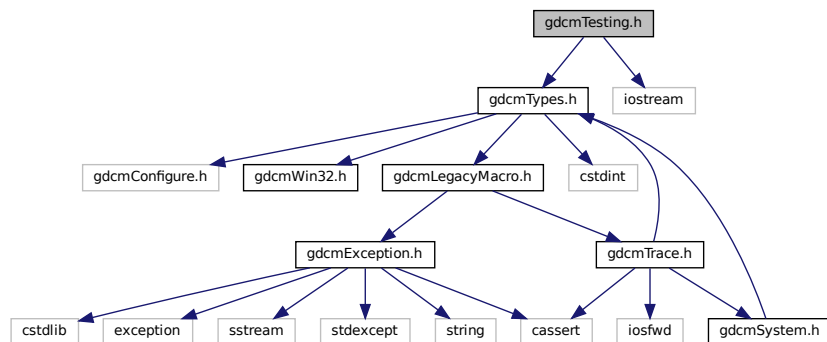 gdcmTesting.h
gdcmTypes.h
iostream
gdcmConfigure.h
gdcmWin32.h
gdcmLegacyMacro.h
cstdint
gdcmException.h
gdcmTrace.h
cstdlib
exception
sstream
stdexcept
string
cassert
iosfwd
gdcmSystem.h